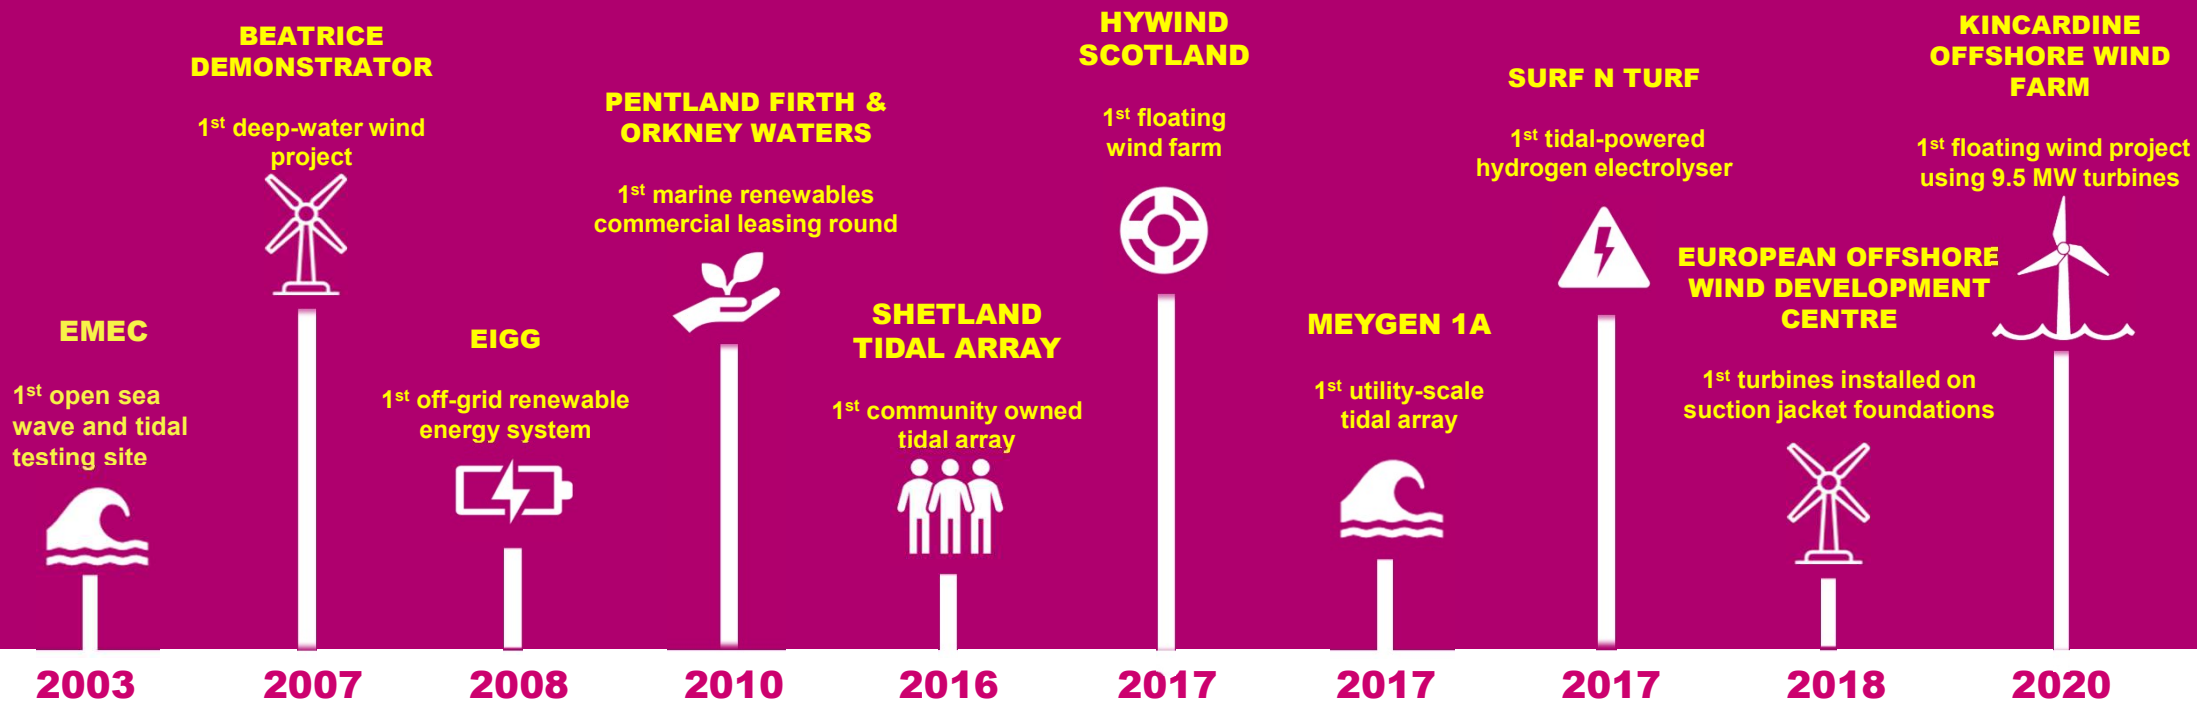 EMEC
1st open sea
wave and tidal
testing site
BEATRICE
DEMONSTRATOR
1st deep-water wind
project
EIGG
1st off-grid renewable
energy system
PENTLAND FIRTH &
ORKNEY WATERS
1st marine renewables
commercial leasing round
SHETLAND
TIDAL ARRAY
1st community owned
tidal array
HYWIND
SCOTLAND
1st floating
wind farm
MEYGEN 1A
1st utility-scale
tidal array
SURF N TURF
1st tidal-powered
hydrogen electrolyser
EUROPEAN OFFSHORE
WIND DEVELOPMENT
CENTRE
1st turbines installed on
suction jacket foundations
KINCARDINE
OFFSHORE WIND
FARM
1st floating wind project
using 9.5 MW turbines
2003
2007
2008
2010
2016
2017
2017
2017
2018
2020